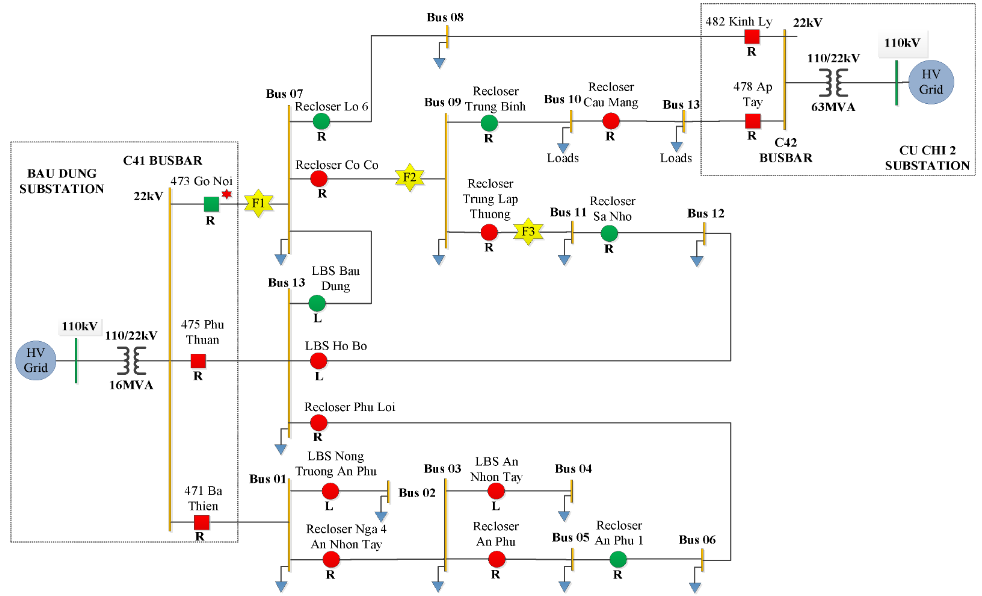 Bus 08
482 Kinh Ly
R
22kV
110/22kV
63MVA
110kV
HV
Grid
478 Ap
Tay
R
C42
BUSBAR
CU CHI 2
SUBSTATION
Bus 07
Recloser Lo 6
R
Recloser Co Co
R
F2
Bus 09
Recloser
Trung Binh
R
Bus 10
Loads
Recloser
Cau Mang
R
Bus 13
Loads
Recloser
Trung Lap
Thuong
R
F3
Bus 11
Recloser
Sa Nho
R
Bus 12
BAU DUNG
SUBSTATION
C41 BUSBAR
22kV
473 Go Noi
R
F1
Bus 13
LBS Bau
Dung
L
110kV
HV
Grid
110/22kV
16MVA
475 Phu
Thuan
R
LBS Ho Bo
L
Recloser Phu Loi
R
471 Ba
Thien
R
Bus 01
LBS Nong
Truong An Phu
L
Bus 02
Bus 03
LBS An
Nhon Tay
L
Bus 04
Recloser Nga 4
An Nhon Tay
R
Recloser
An Phu
R
Bus 05
Recloser
An Phu 1
R
Bus 06